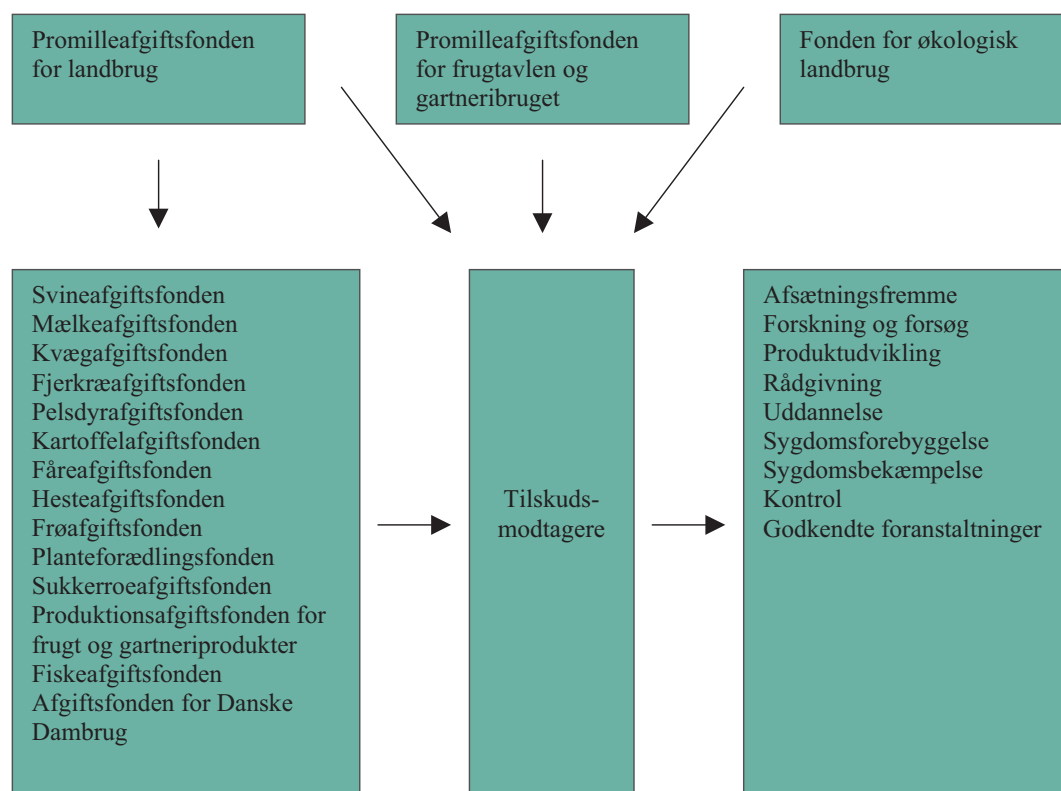 Promilleafgiftsfonden
for landbrug
Promilleafgiftsfonden
for frugtavlen og
gartneribruget
Fonden for økologisk
landbrug
Svineafgiftsfonden
Mælkeafgiftsfonden
Kvægafgiftsfonden
Fjerkræafgiftsfonden
Pelsdyrafgiftsfonden
Kartoffelafgiftsfonden
Fåreafgiftsfonden
Hesteafgiftsfonden
Frøafgiftsfonden
Planteforædlingsfonden
Sukkerroeafgiftsfonden
Produktionsafgiftsfonden for
frugt og gartneriprodukter
Fiskeafgiftsfonden
Afgiftsfonden for Danske
Dambrug
Tilskuds-
modtagere
Afsætningsfremme
Forskning og forsøg
Produktudvikling
Rådgivning
Uddannelse
Sygdomsforebyggelse
Sygdomsbekæmpelse
Kontrol
Godkendte foranstaltninger